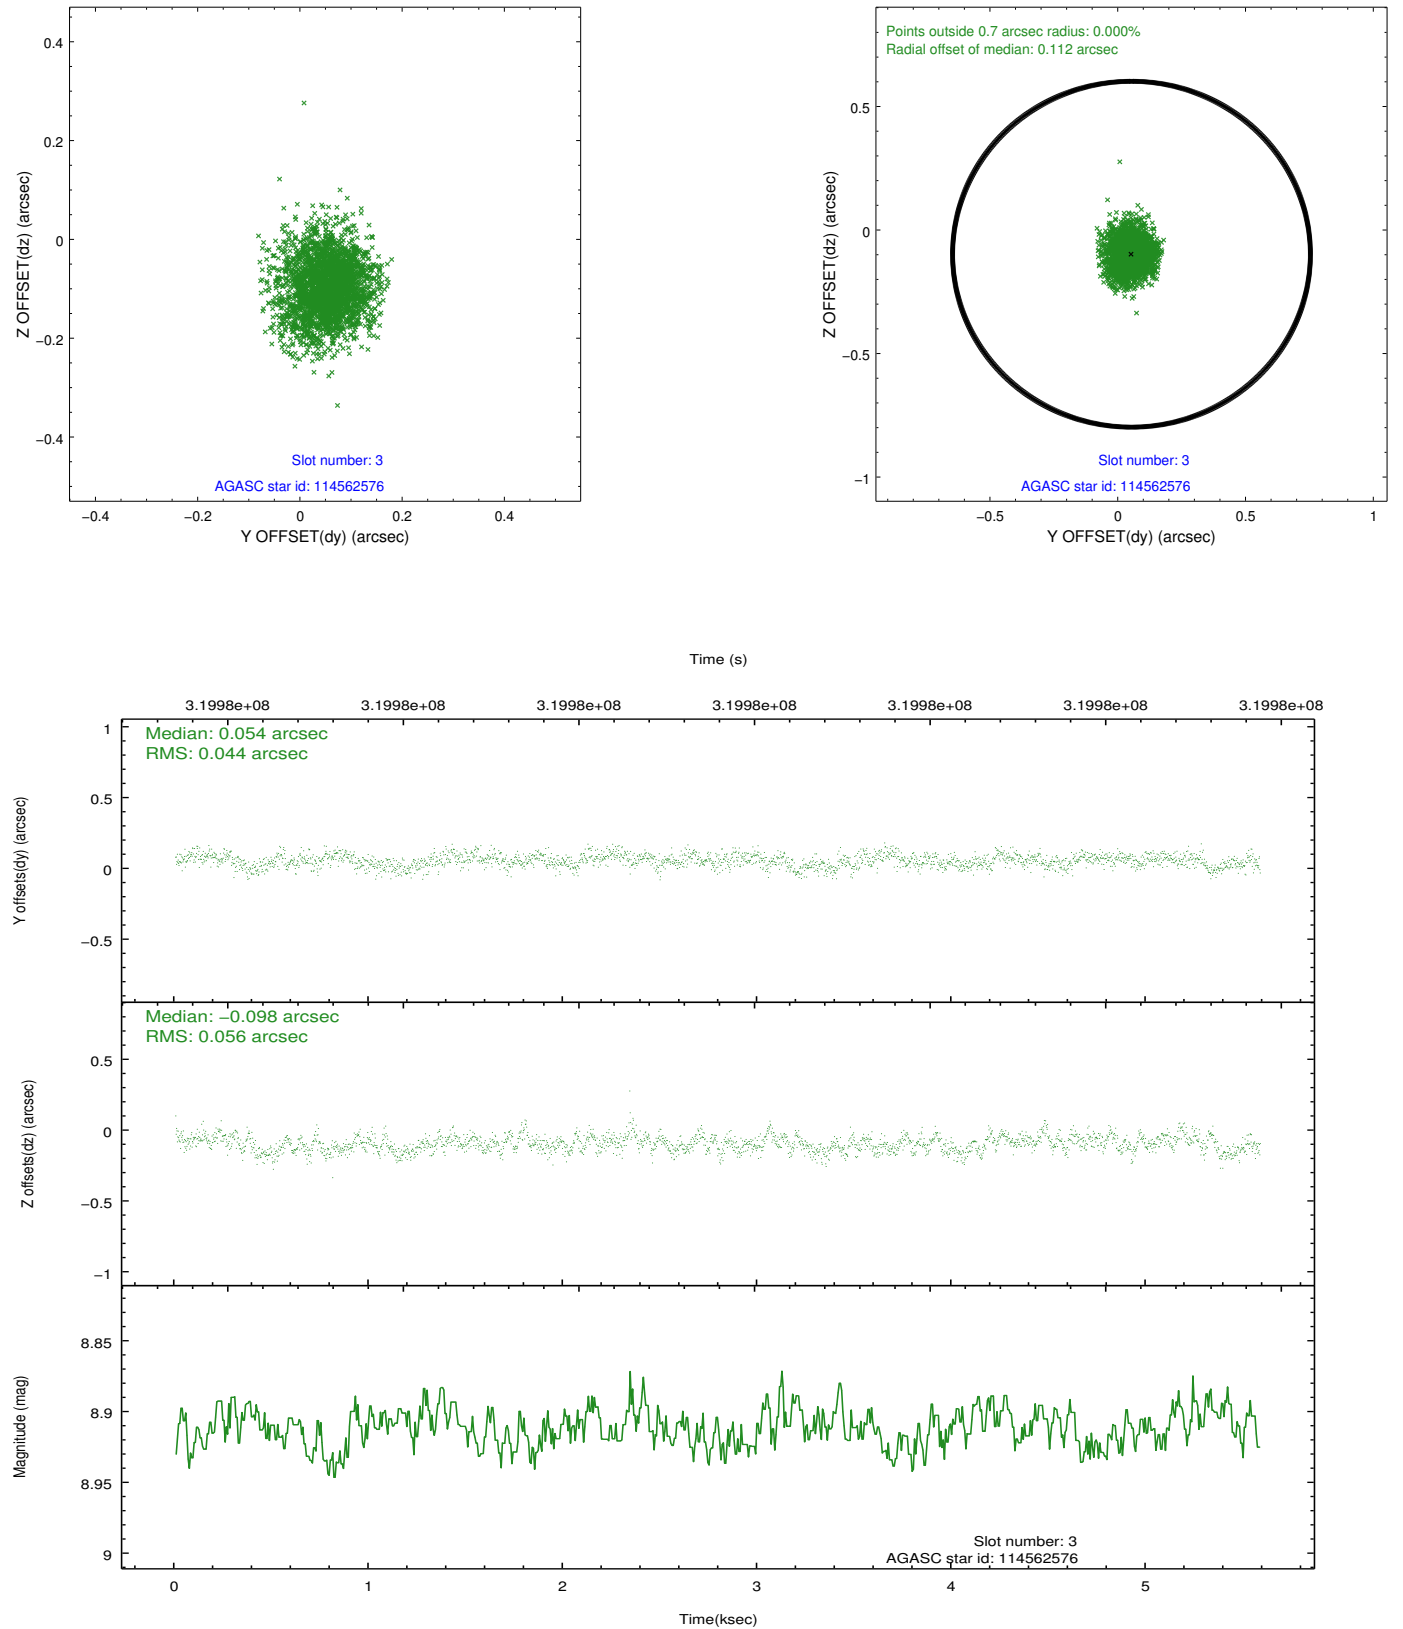 0.4
0.2
0
−0.2
−0.4
Z OFFSET(dz) (arcsec)
Slot number: 3
AGASC star id: 114562576
−0.4 −0.2 0 0.2 0.4
Y OFFSET(dy) (arcsec)
Points outside 0.7 arcsec radius: 0.000%
Radial offset of median: 0.112 arcsec
0.5
0
−0.5
−1
Z OFFSET(dz) (arcsec)
Slot number: 3
AGASC star id: 114562576
−0.5 0 0.5 1
Y OFFSET(dy) (arcsec)
Time (s)
3.1998e+08 3.1998e+08 3.1998e+08 3.1998e+08 3.1998e+08 3.1998e+08 3.1998e+08
Median: 0.054 arcsec
RMS: 0.044 arcsec
1
0.5
0
−0.5
Y offsets(dy) (arcsec)
Median: −0.098 arcsec
RMS: 0.056 arcsec
0.5
0
−0.5
−1
Z offsets(dz) (arcsec)
8.85
8.9
8.95
9
Magnitude (mag)
Slot number: 3
AGASC star id: 114562576
0 1 2 3 4 5
Time(ksec)